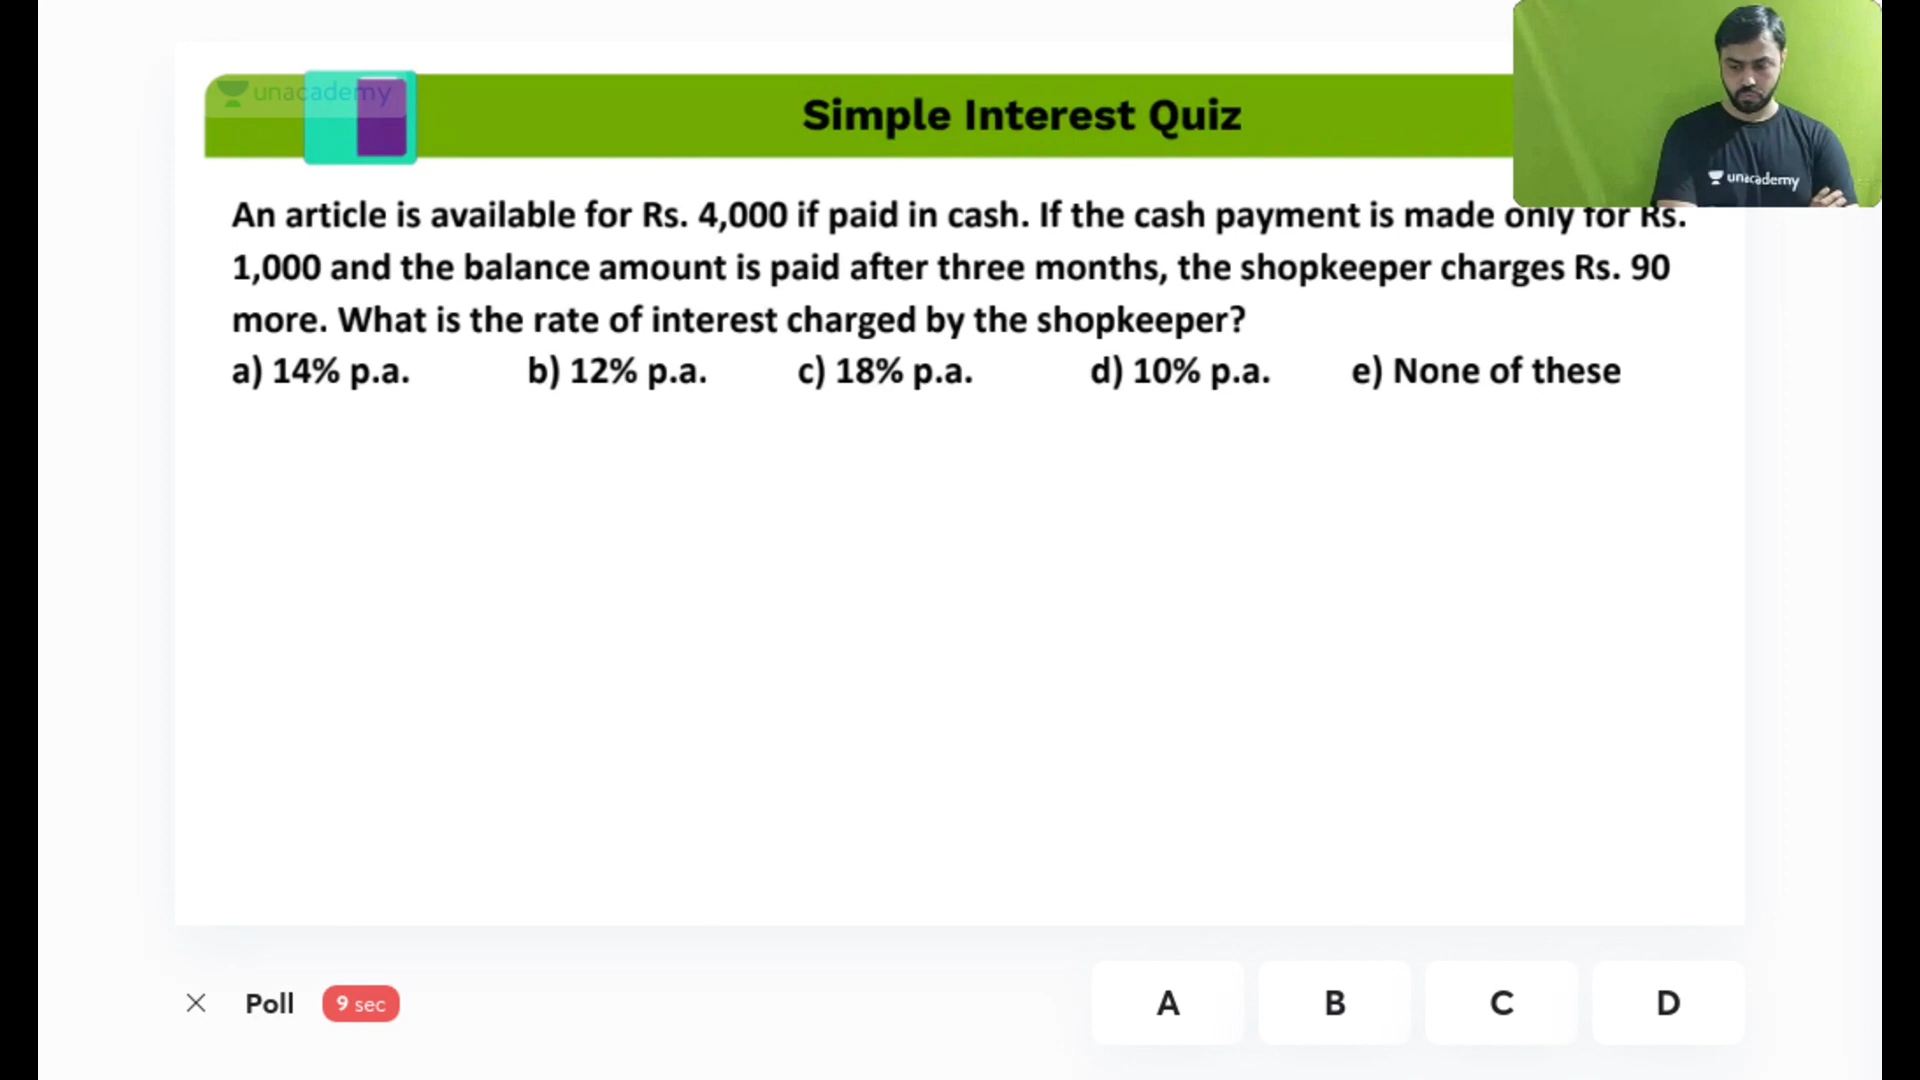 unacademy
Simple Interest Quiz
unacademy
An article is available for Rs. 4,000 if paid in cash. If the cash payment is made only for Rs.
1,000 and the balance amount is paid after three months, the shopkeeper charges Rs. 90
more. What is the rate of interest charged by the shopkeeper?
a) 14% p.a. b) 12% p.a. c) 18% p.a. d) 10% p.a. e) None of these
Poll 9 sec A B C D